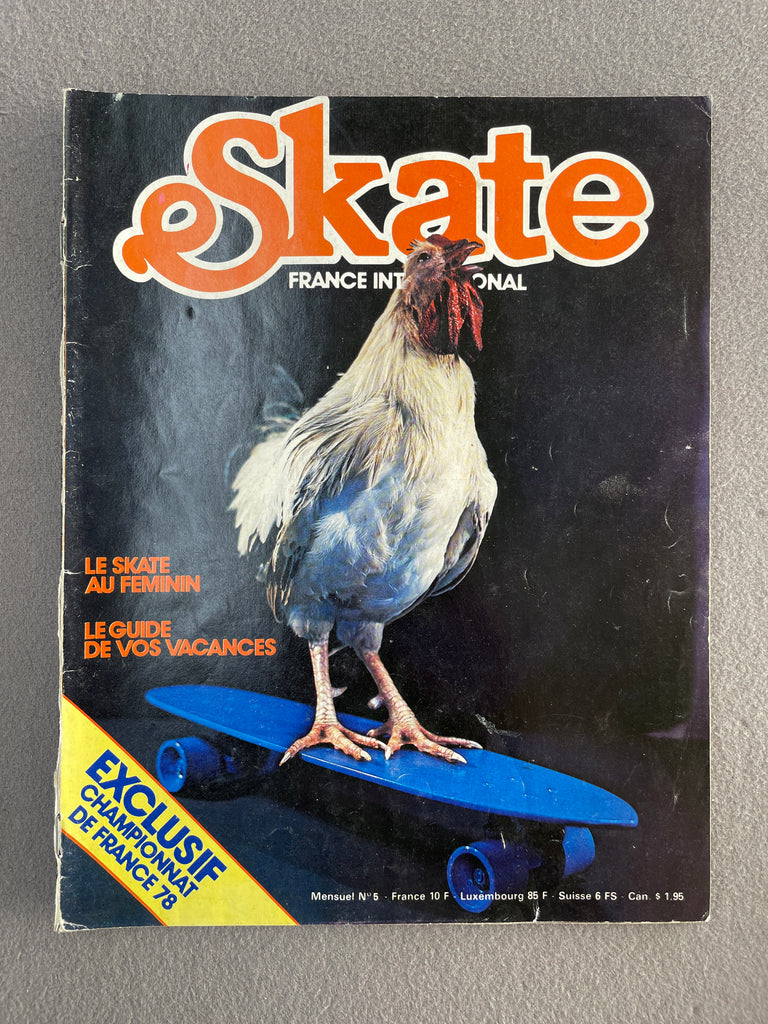 Skate
FRANCE INT ONAL
LE SKATE
AU FEMININ
LE GUIDE
DE VOS VACANCES
EXCLUSIF
CHAMPIONNAT
DE FRANCE 78
Mensuel N° 5 - France 10 F - Luxembourg 85 F - Suisse 6 FS - Can. $ 1.95